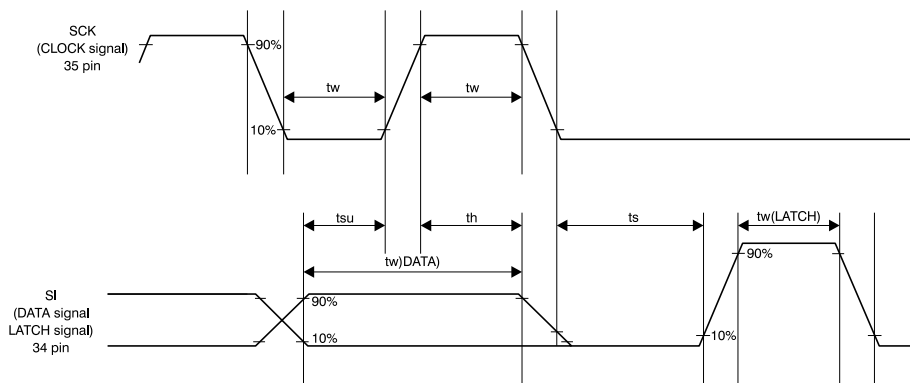 SCK
(CLOCK signal)
35 pin
90%
10%
tw
tw
tsu
th
ts
tw(LATCH)
tw)DATA)
SI
(DATA signal
LATCH signal)
34 pin
90%
10%
90%
10%